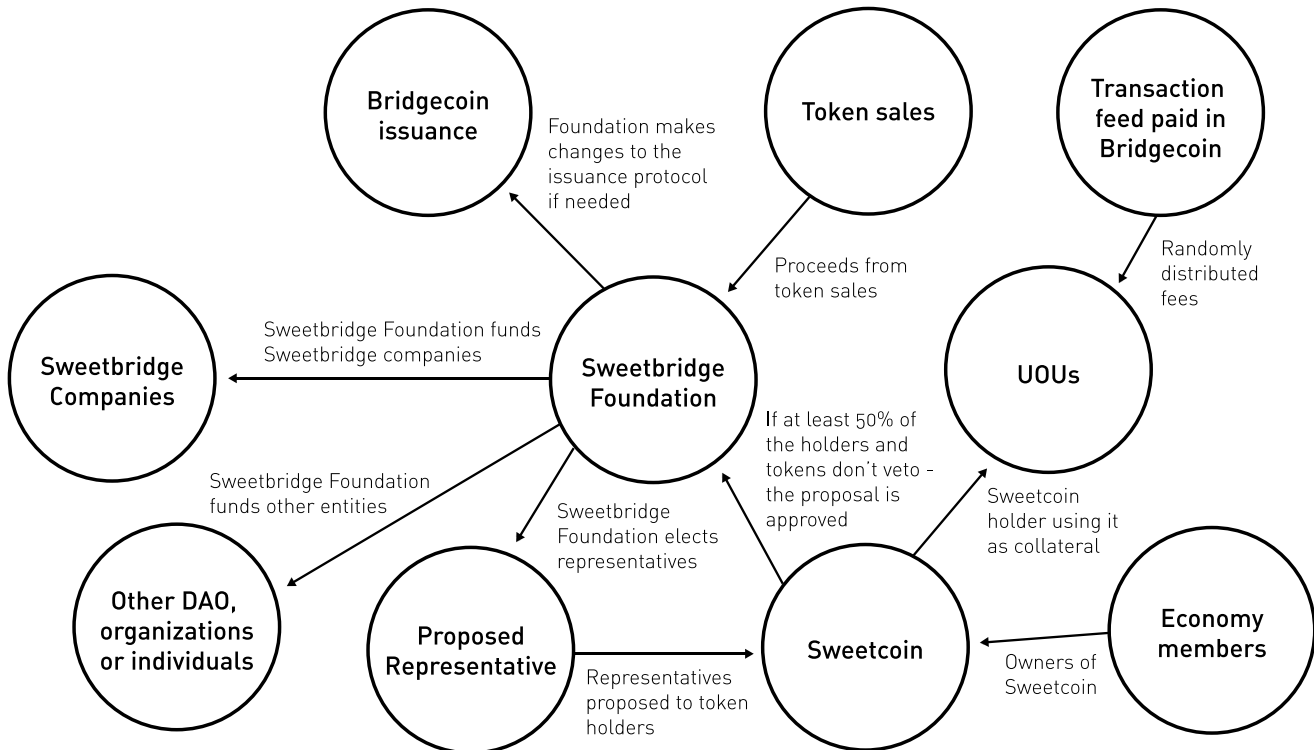 Bridgecoin
issuance
Foundation makes
changes to the
issuance protocol
if needed
Token sales
Transaction
feed paid in
Bridgecoin
Proceeds from
token sales
Randomly
distributed
fees
Sweetbridge Foundation funds
Sweetbridge companies
Sweetbridge
Companies
Sweetbridge
Foundation
UOUs
If at least 50% of
the holders and
tokens don't veto -
the proposal is
approved
Sweetbridge Foundation
funds other entities
Sweetbridge
Foundation elects
representatives
Sweetcoin
holder using it
as collateral
Other DAO,
organizations
or individuals
Proposed
Representative
Representatives
proposed to token
holders
Sweetcoin
Owners of
Sweetcoin
Economy
members